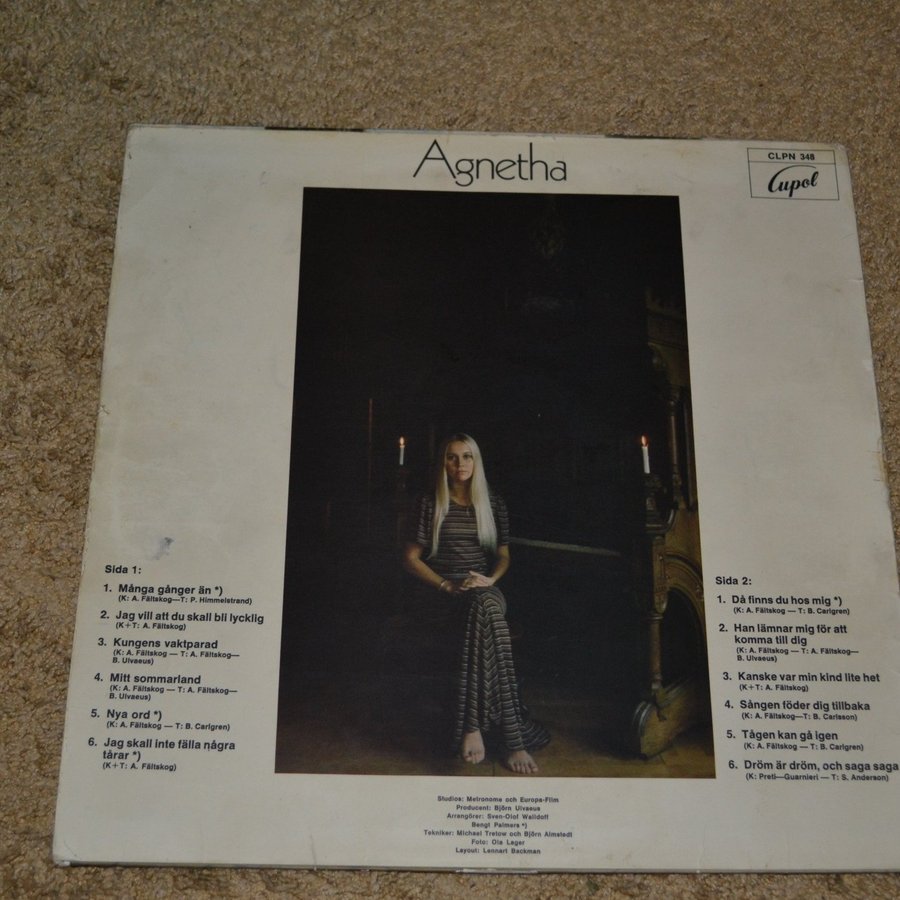 Agnetha
CLPN 348
Cupol
Sida 1:
1. Många gånger än *)
(K: A. Fältskog—T: P. Himmelstrand)
2. Jag vill att du skall bli lycklig
(K+T: A. Fältskog)
3. Kungens vaktparad
(K: A. Fältskog — T: A. Fältskog—
B. Ulvaeus)
4. Mitt sommarland
(K: A. Fältskog — T: A. Fältskog—
B. Ulvaeus)
5. Nya ord *)
(K: A. Fältskog — T: B. Carlgren)
6. Jag skall inte fälla några
tårar *)
(K+T: A. Fältskog)
Sida 2:
1. Då finns du hos mig *)
(K: A. Fältskog — T: B. Carlgren)
2. Han lämnar mig för att
komma till dig
(K: A. Fältskog — T: A. Fältskog—
B. Ulvaeus)
3. Kanske var min kind lite het
(K+T: A. Fältskog)
4. Sången föder dig tillbaka
(K: A. Fältskog—T: B. Carlsson)
5. Tågen kan gå igen
(K: A. Fältskog — T: B. Carlgren)
6. Dröm är dröm, och saga saga
(K: Preti—Guarnieri — T: S. Anderson)
Studios: Metronome och Europa-Film
Producent: Björn Ulvaeus
Arrangörer: Sven-Olof Walldoff
Bengt Palmers *)
Tekniker: Michael Tretow och Björn Almstedt
Foto: Ola Lager
Layout: Lennart Backman